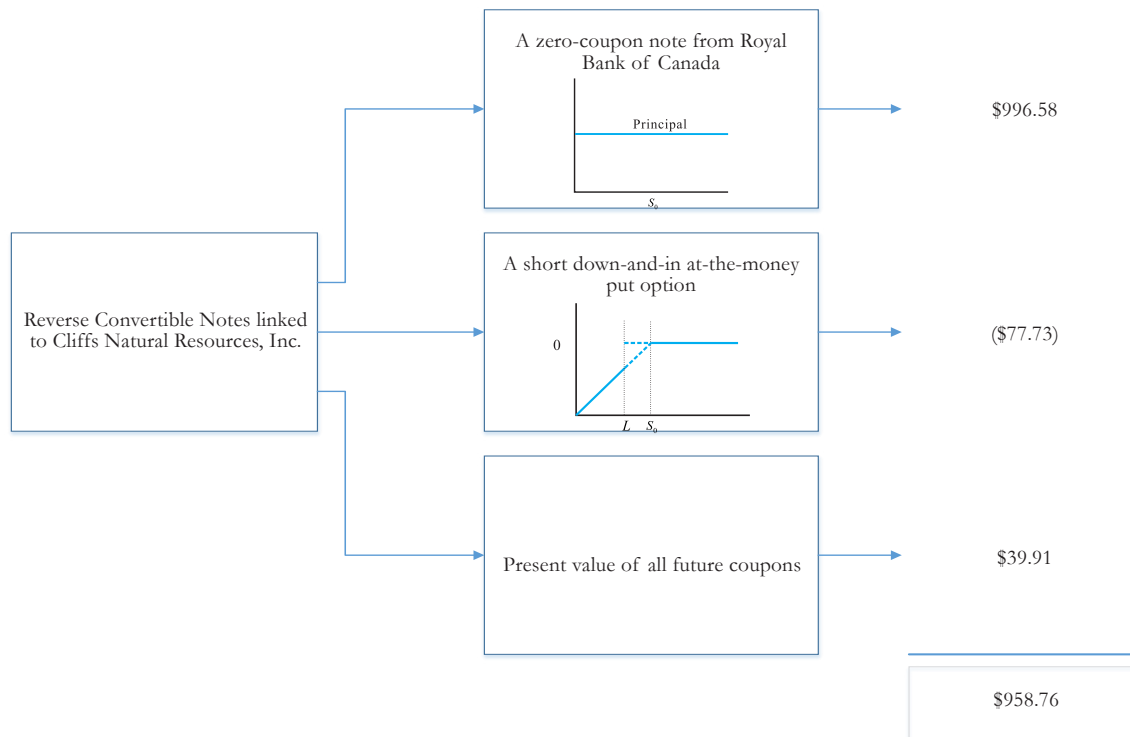 A zero-coupon note from Royal
Bank of Canada
Principal
S₀
$996.58
Reverse Convertible Notes linked
to Cliffs Natural Resources, Inc.
A short down-and-in at-the-money
put option
0
L S₀
($77.73)
Present value of all future coupons
$39.91
$958.76